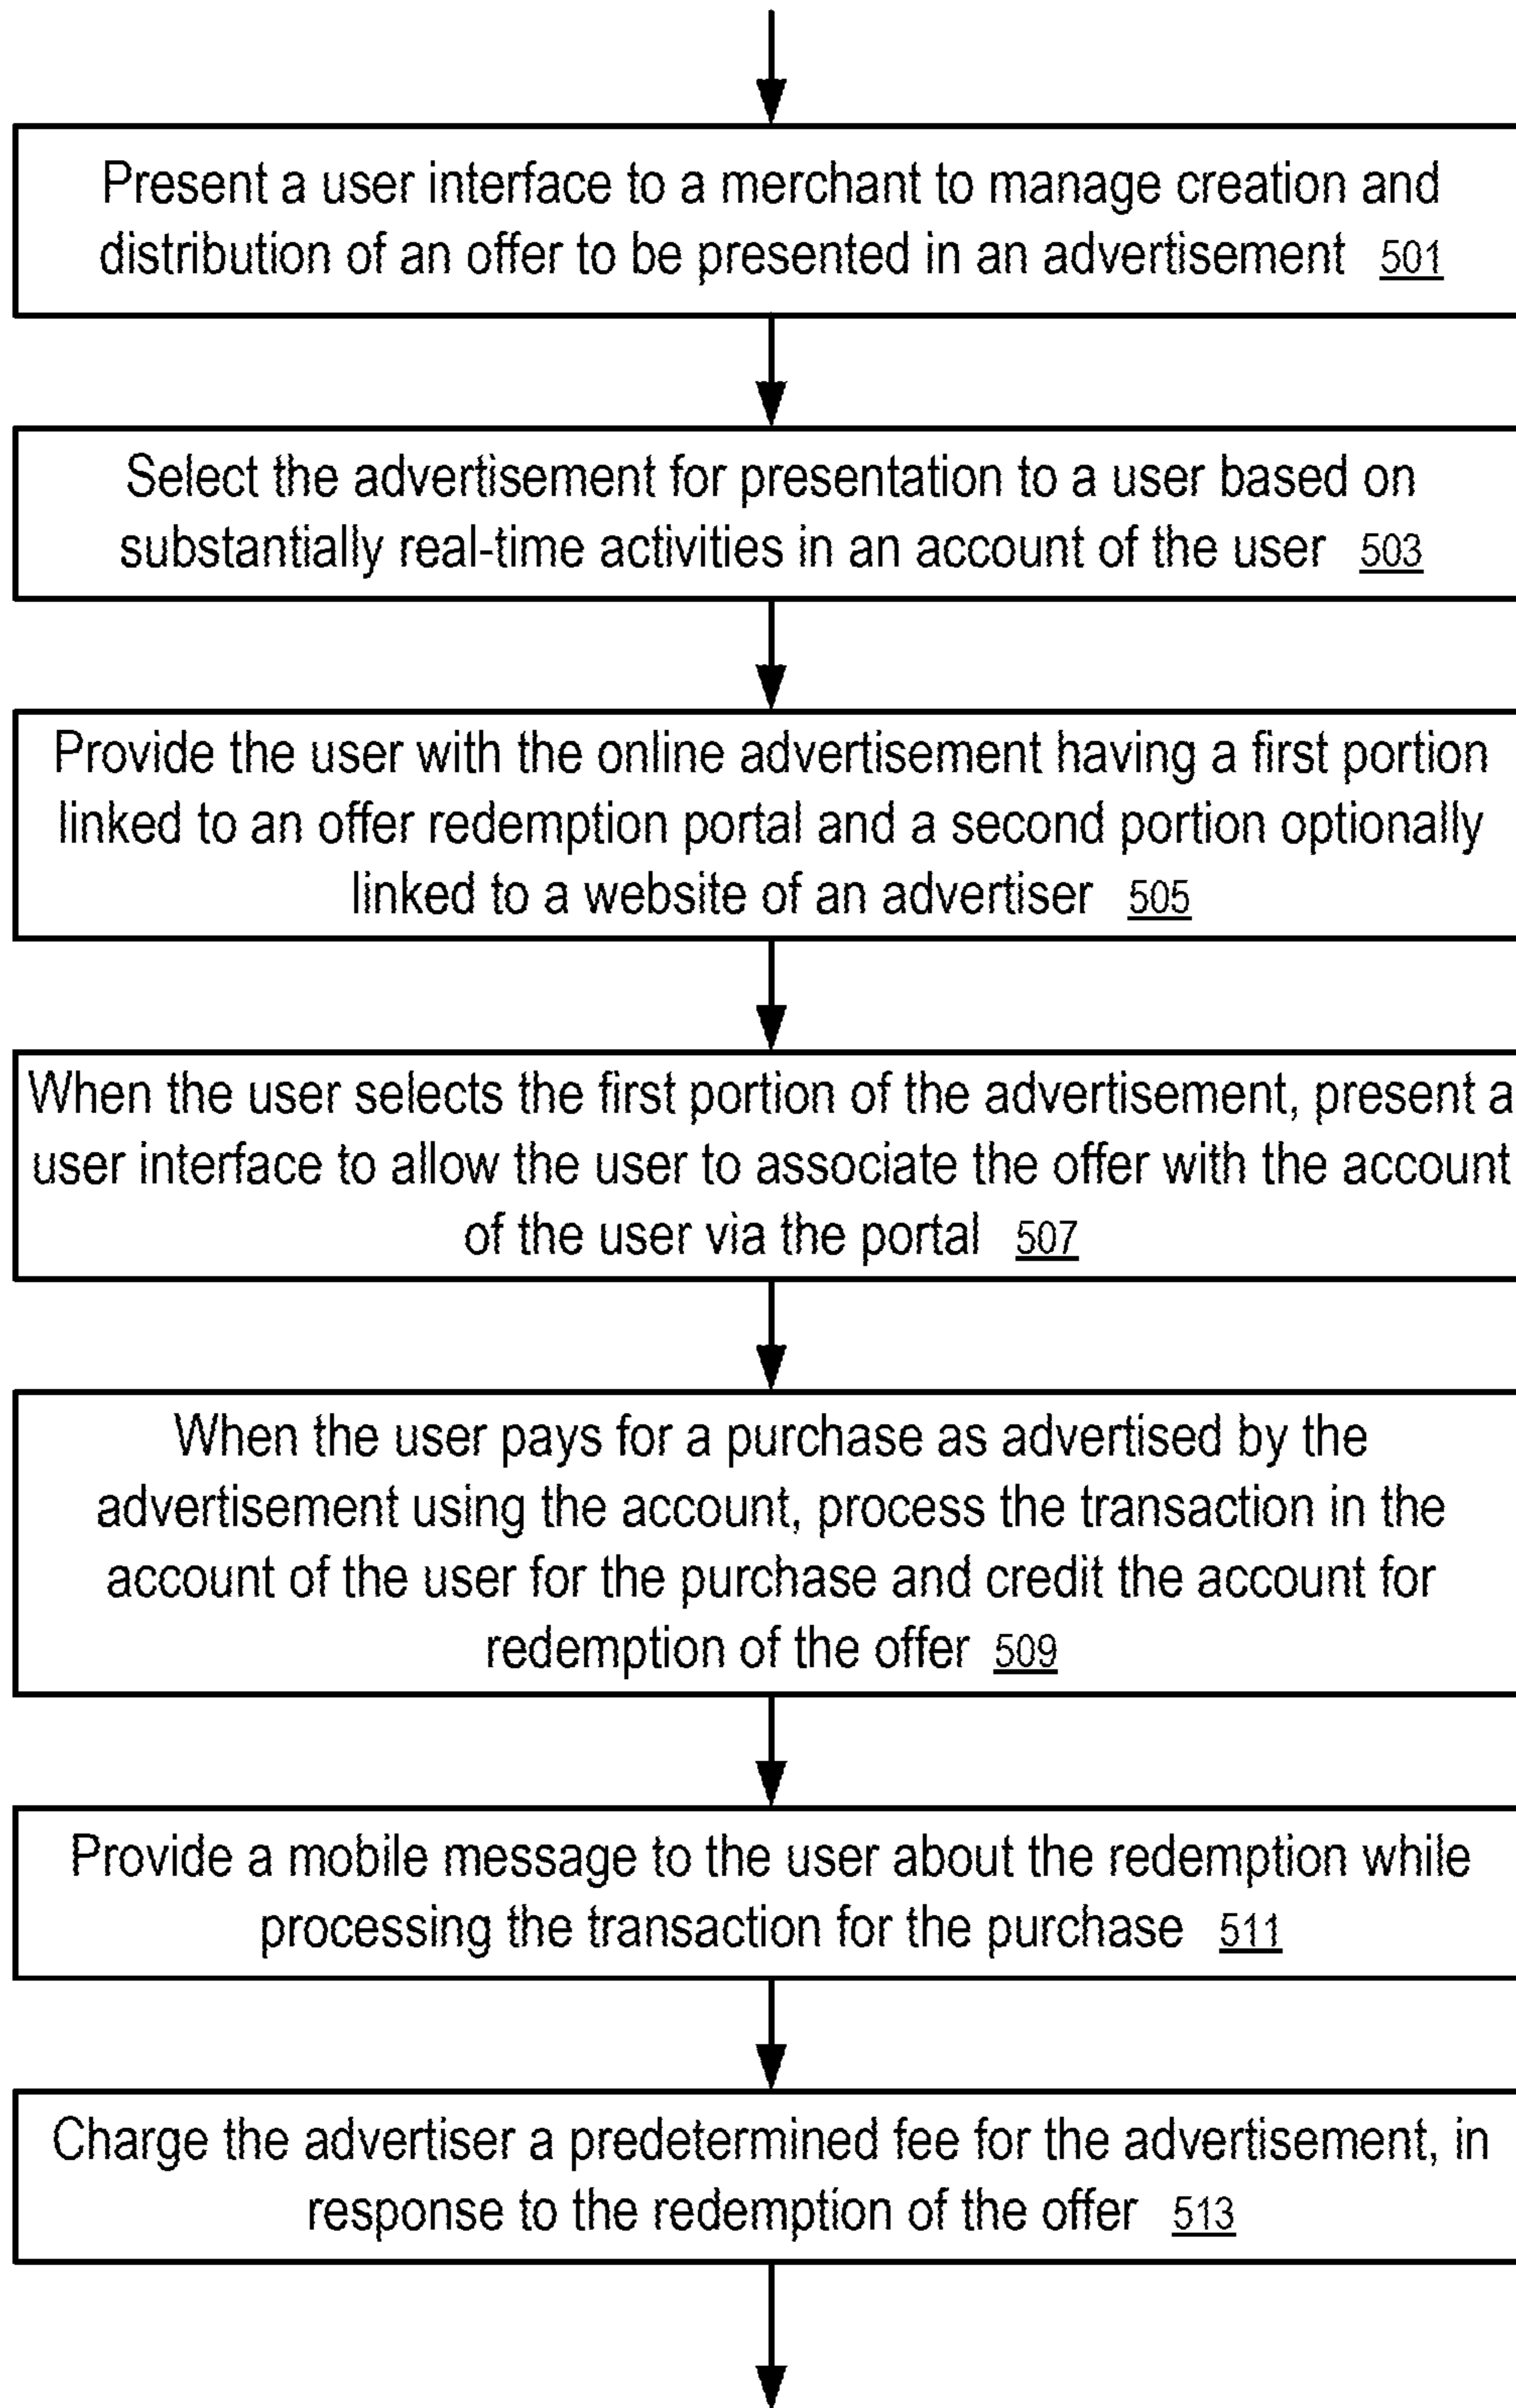 Present a user interface to a merchant to manage creation and
distribution of an offer to be presented in an advertisement 501
Select the advertisement for presentation to a user based on
substantially real-time activities in an account of the user 503
Provide the user with the online advertisement having a first portion
linked to an offer redemption portal and a second portion optionally
linked to a website of an advertiser 505
When the user selects the first portion of the advertisement, present a
user interface to allow the user to associate the offer with the account
of the user via the portal 507
When the user pays for a purchase as advertised by the
advertisement using the account, process the transaction in the
account of the user for the purchase and credit the account for
redemption of the offer 509
Provide a mobile message to the user about the redemption while
processing the transaction for the purchase 511
Charge the advertiser a predetermined fee for the advertisement, in
response to the redemption of the offer 513